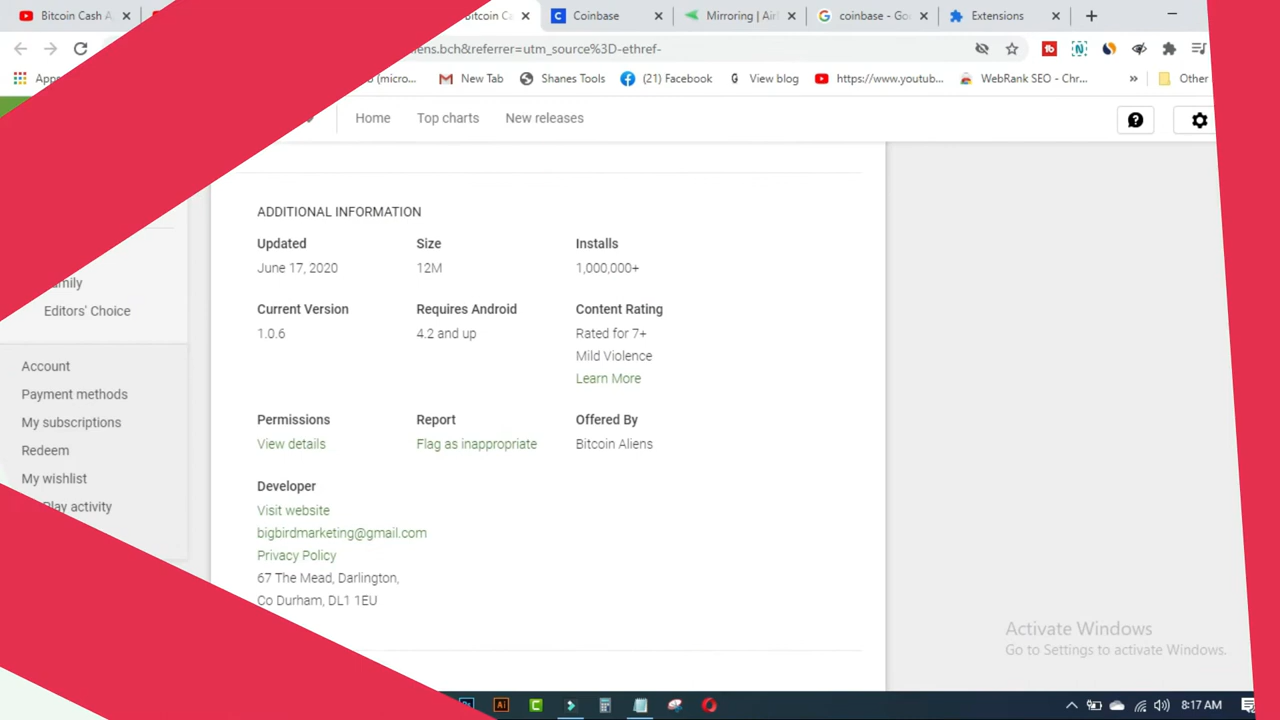 Bitcoin Cash A
Bitcoin Ca
Coinbase
Mirroring | Air
coinbase - Go
Extensions
ens.bch&referrer=utm_source%3D-ethref-
(micro...
New Tab
Shanes Tools
(21) Facebook
View blog
https://www.youtub...
WebRank SEO - Chr...
Other
Home
Top charts
New releases
ADDITIONAL INFORMATION
Updated
Size
Installs
June 17, 2020
12M
1,000,000+
Editors' Choice
Current Version
Requires Android
Content Rating
1.0.6
4.2 and up
Rated for 7+
Mild Violence
Learn More
Account
Payment methods
My subscriptions
Redeem
My wishlist
Play activity
Permissions
Report
Offered By
View details
Flag as inappropriate
Bitcoin Aliens
Developer
Visit website
bigbirdmarketing@gmail.com
Privacy Policy
67 The Mead, Darlington,
Co Durham, DL1 1EU
Activate Windows
Go to Settings to activate Windows.
8:17 AM